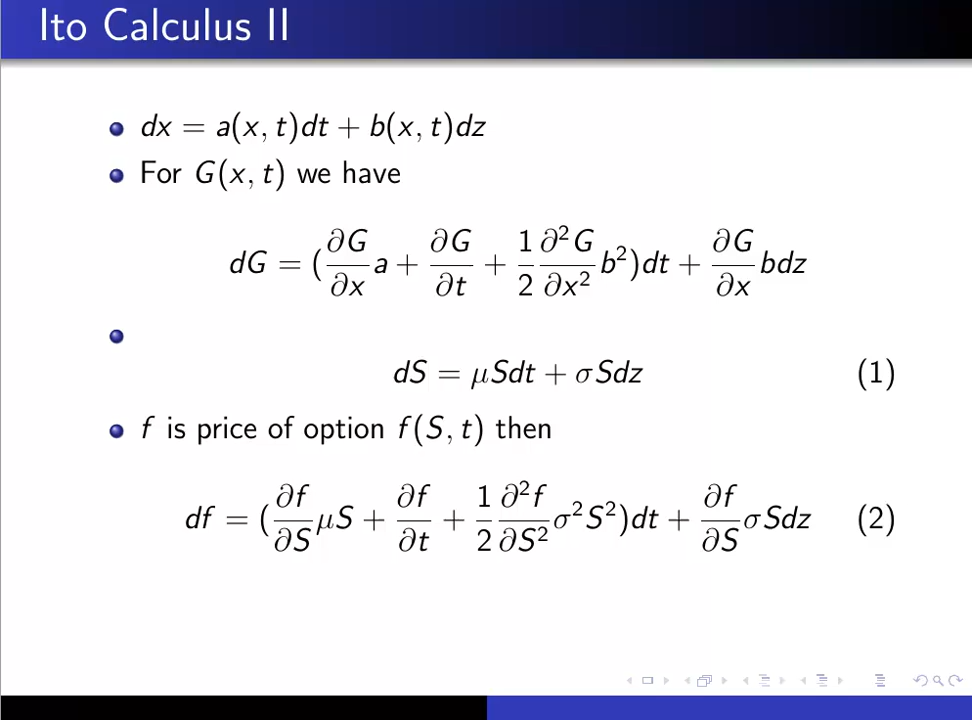 Ito Calculus II
dx = a(x, t)dt + b(x, t)dz
For G(x, t) we have
dG = (∂G/∂x a + ∂G/∂t + 1/2 ∂²G/∂x² b²)dt + ∂G/∂x bdz
dS = μSdt + σSdz (1)
f is price of option f(S, t) then
df = (∂f/∂S μS + ∂f/∂t + 1/2 ∂²f/∂S² σ²S²)dt + ∂f/∂S σSdz (2)